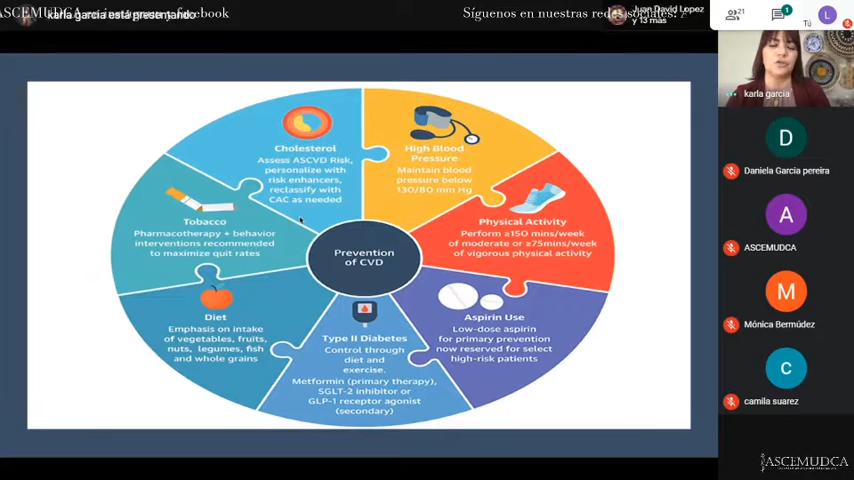 ASCEMUDCA
facebook
karla garcia está presentando
Síguenos en nuestras redes sociales:
Juan David Lopez
y 13 más
21
1
Tú
L
karla garcia
Cholesterol
Assess ASCVD Risk,
personalize with
risk enhancers,
reclassify with
CAC as needed
High Blood
Pressure
Maintain blood
pressure below
130/80 mm Hg
Tobacco
Pharmacotherapy + behavior
interventions recommended
to maximize quit rates
Physical Activity
Perform ≥150 mins/week
of moderate or ≥75mins/week
of vigorous physical activity
Prevention
of CVD
Diet
Emphasis on intake
of vegetables, fruits,
nuts, legumes, fish
and whole grains
Type II Diabetes
Control through
diet and
exercise.
Metformin (primary therapy),
SGLT-2 inhibitor or
GLP-1 receptor agonist
(secondary)
Aspirin Use
Low-dose aspirin
for primary prevention
now reserved for select
high-risk patients
D
Daniela Garcia pereira
A
ASCEMUDCA
M
Mónica Bermúdez
c
camila suarez
ASCEMUDCA